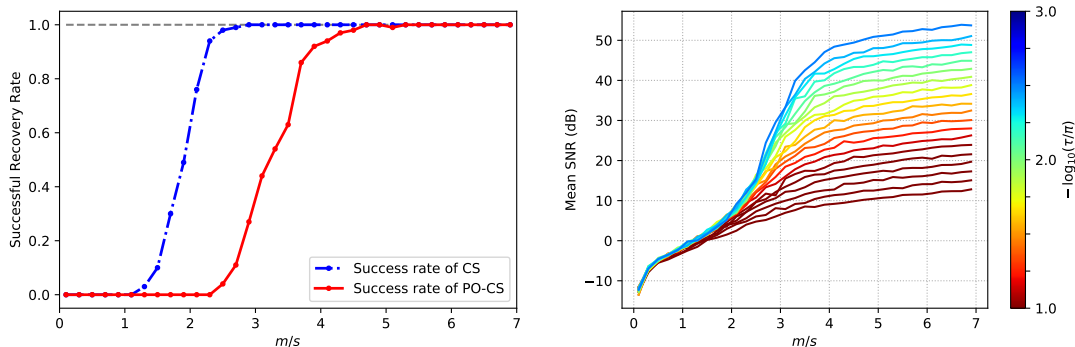 Successful Recovery Rate
1.0
0.8
0.6
0.4
0.2
0.0
0 1 2 3 4 5 6 7
m/s
Success rate of CS
Success rate of PO-CS
Mean SNR (dB)
50
40
30
20
10
0
−10
0 1 2 3 4 5 6 7
m/s
3.0
2.0
1.0
− log₁₀(τ/π)